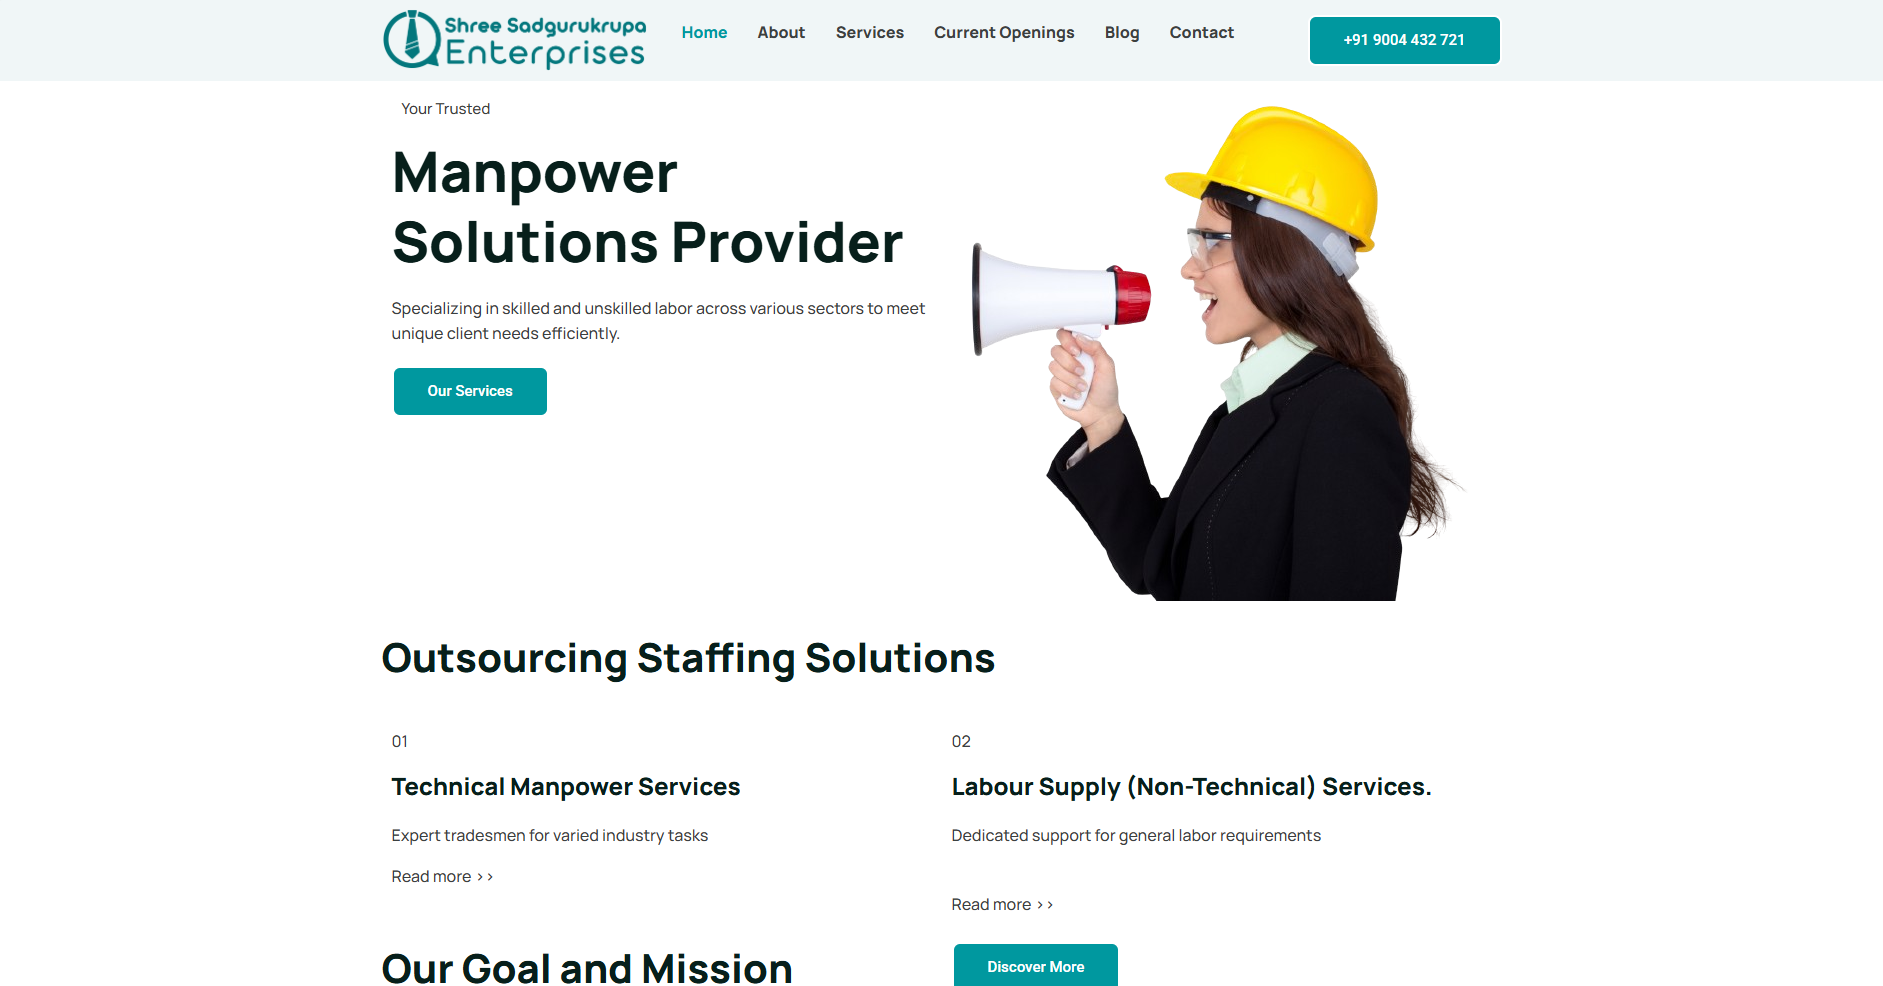 Shree Sadgurukrupa
Enterprises
Home
About
Services
Current Openings
Blog
Contact
+91 9004 432 721
Your Trusted
Manpower
Solutions Provider
Specializing in skilled and unskilled labor across various sectors to meet
unique client needs efficiently.
Our Services
Outsourcing Staffing Solutions
01
Technical Manpower Services
Expert tradesmen for varied industry tasks
Read more >>
02
Labour Supply (Non-Technical) Services.
Dedicated support for general labor requirements
Read more >>
Our Goal and Mission
Discover More